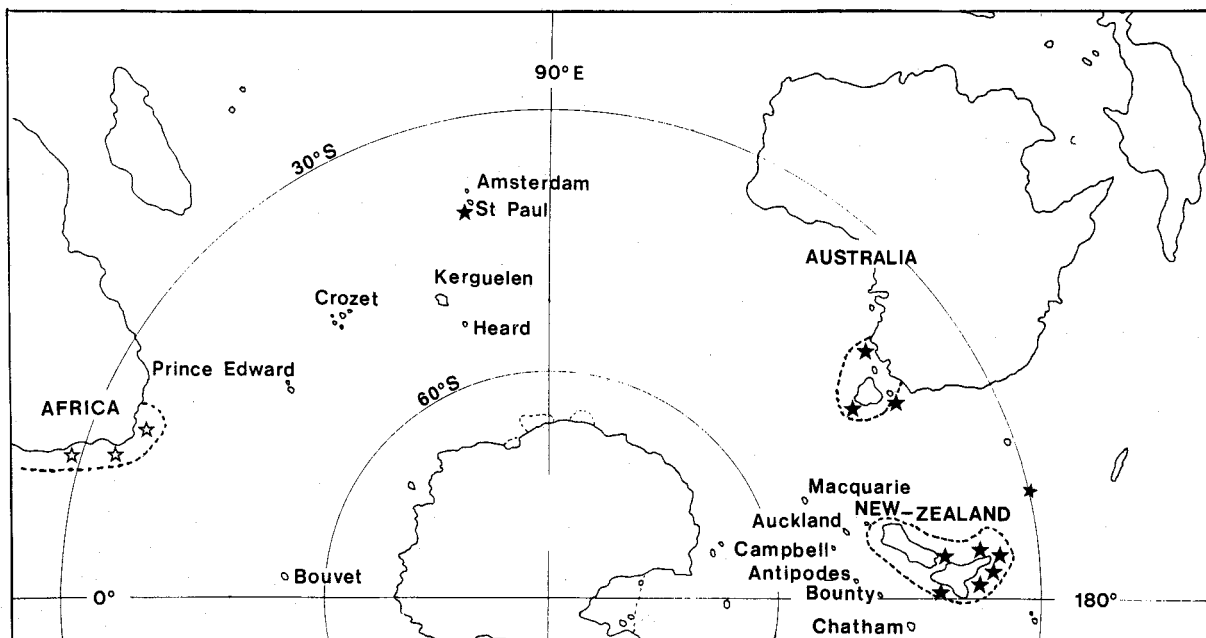 90° E
30° S
Amsterdam
St Paul
AUSTRALIA
Kerguelen
Crozet
Heard
Prince Edward
60° S
AFRICA
Macquarie
NEW-ZEALAND
Auckland
Campbell
Antipodes
Bouvet
Bounty
0°
180°
Chatham